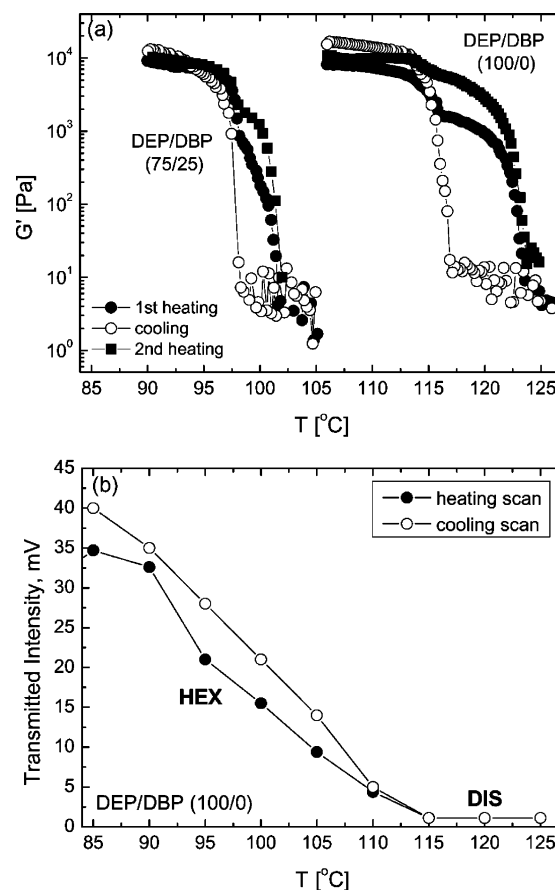 (a)
DEP/DBP
(100/0)
DEP/DBP
(75/25)
G' [Pa]
10⁴
10³
10²
10¹
10⁰
1st heating
cooling
2nd heating
85 90 95 100 105 110 115 120 125
T [°C]
(b)
heating scan
cooling scan
Transmitted Intensity, mV
45
40
35
30
25
20
15
10
5
0
HEX
DIS
DEP/DBP (100/0)
85 90 95 100 105 110 115 120 125
T [°C]